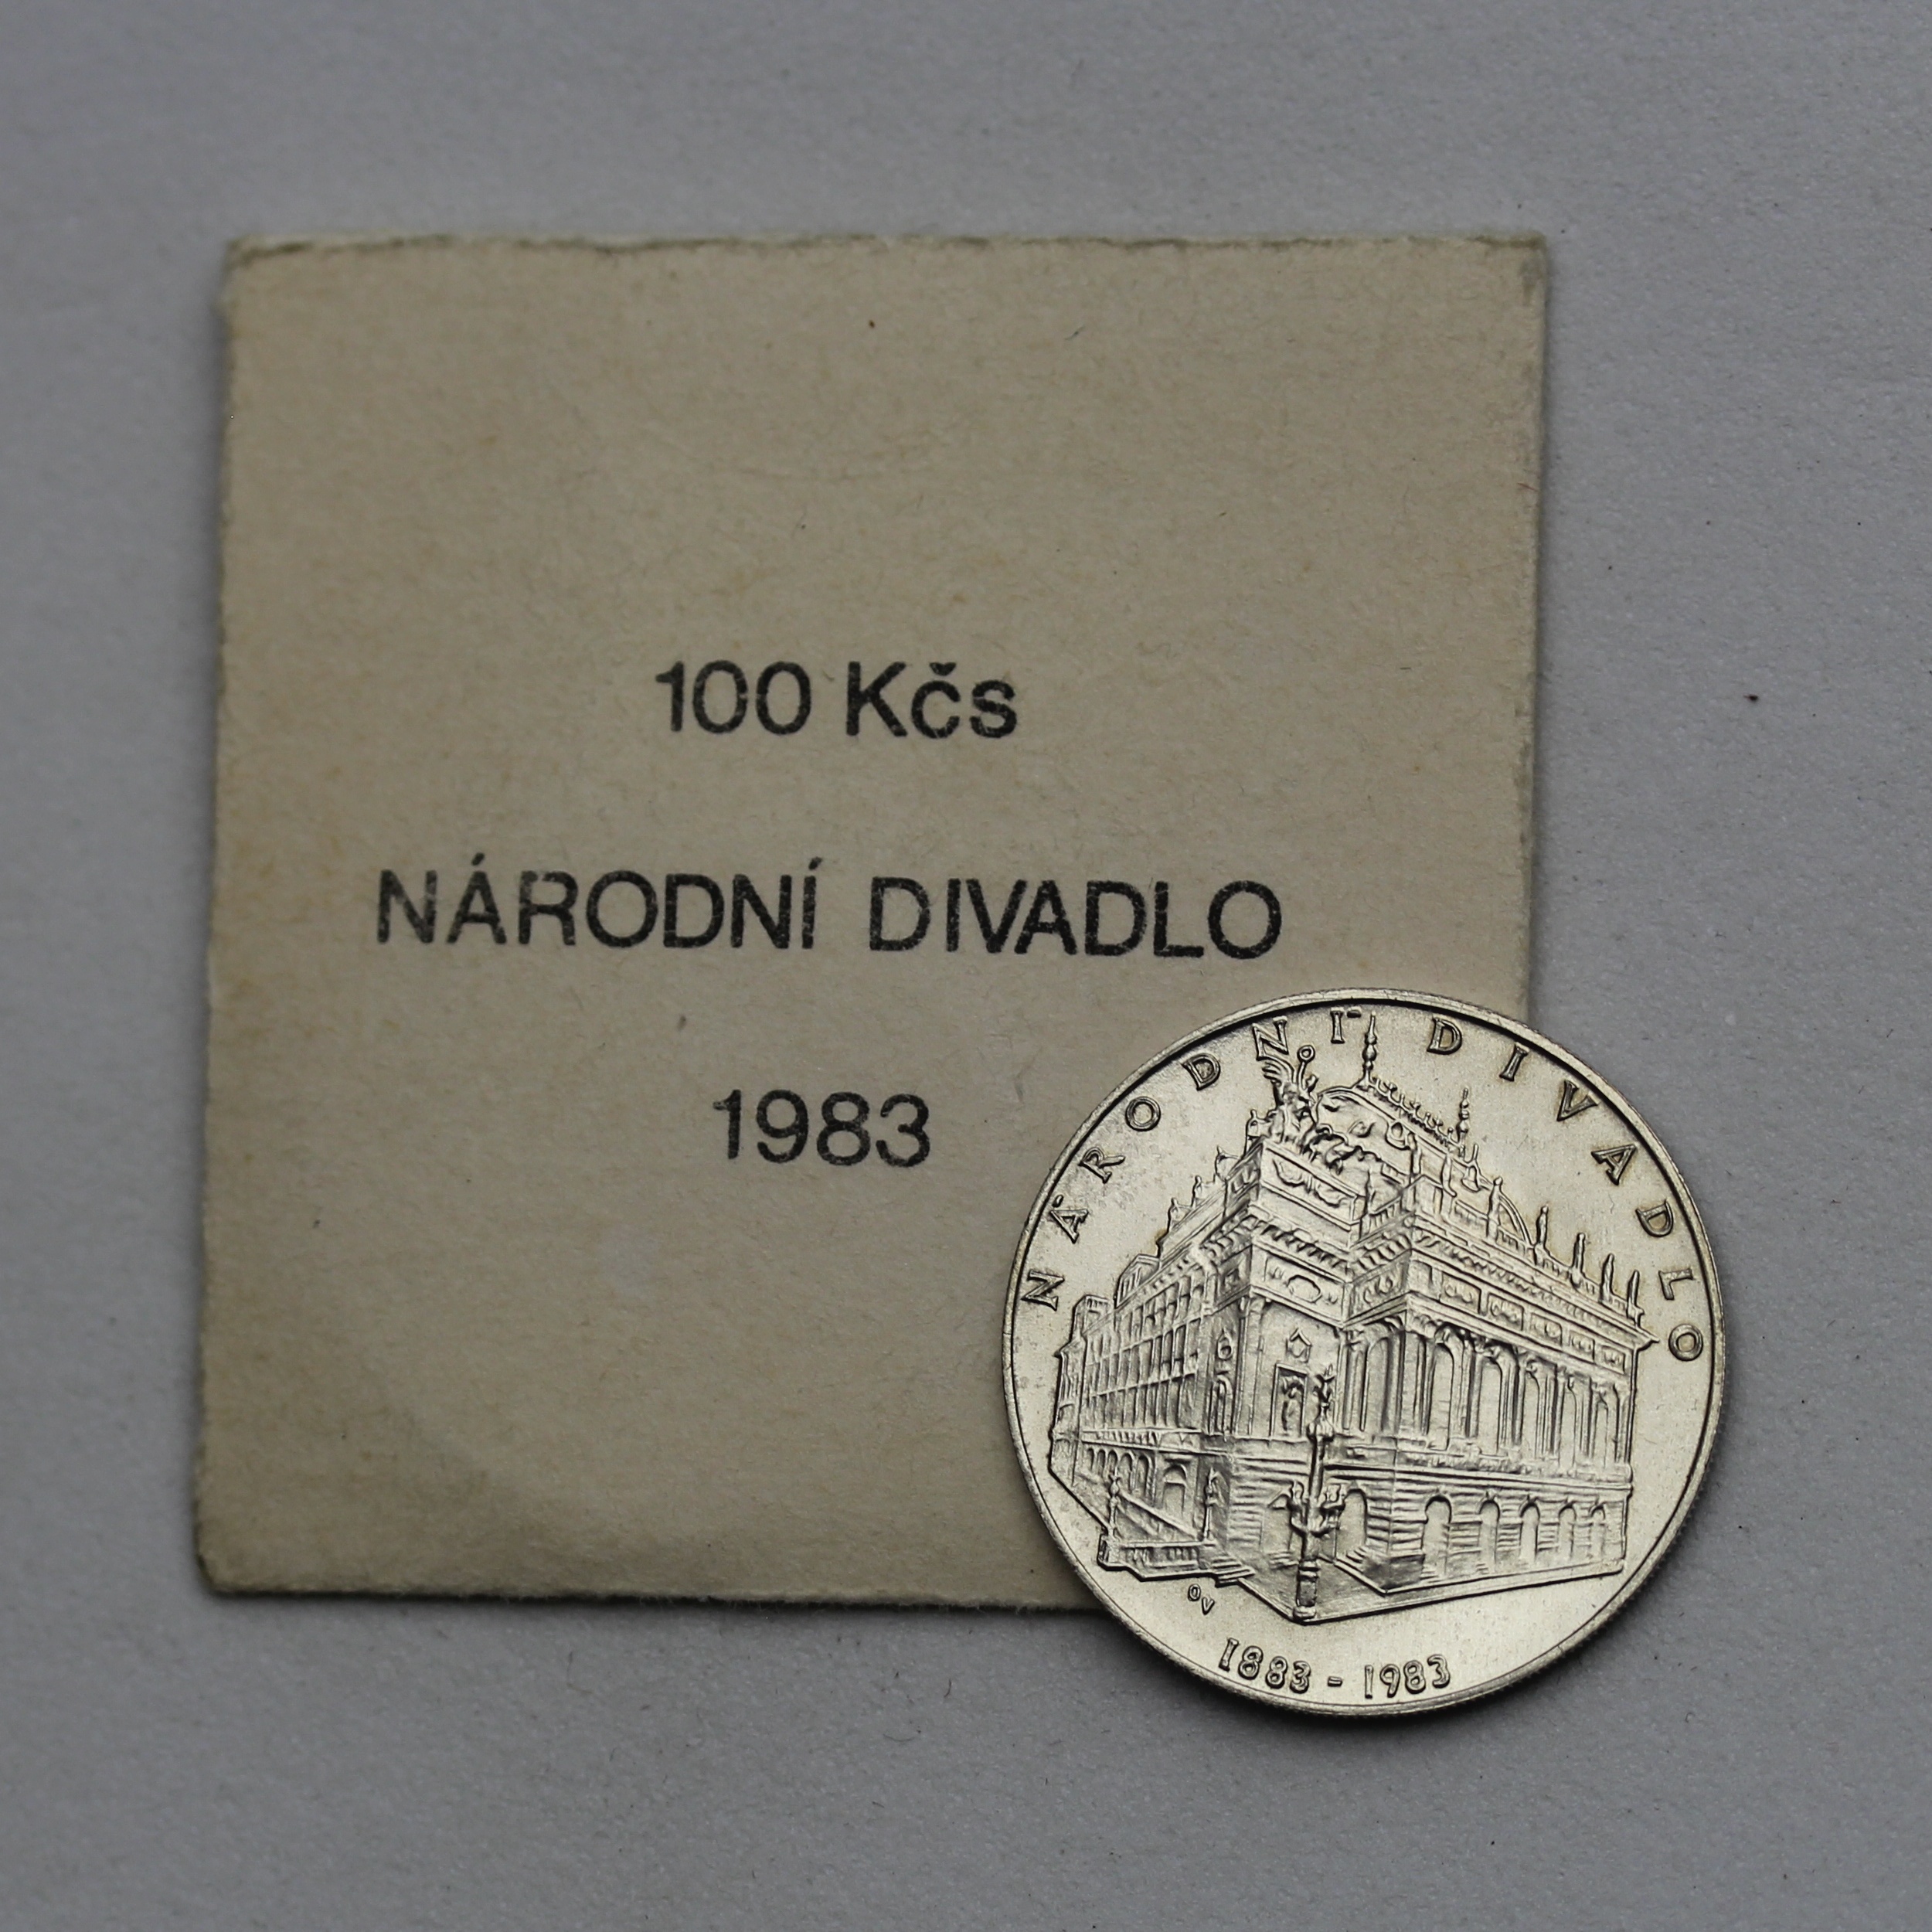 100 Kčs
NÁRODNÍ DIVADLO
1983
NÁRODNÍ DIVADLO
OV
1883 - 1983